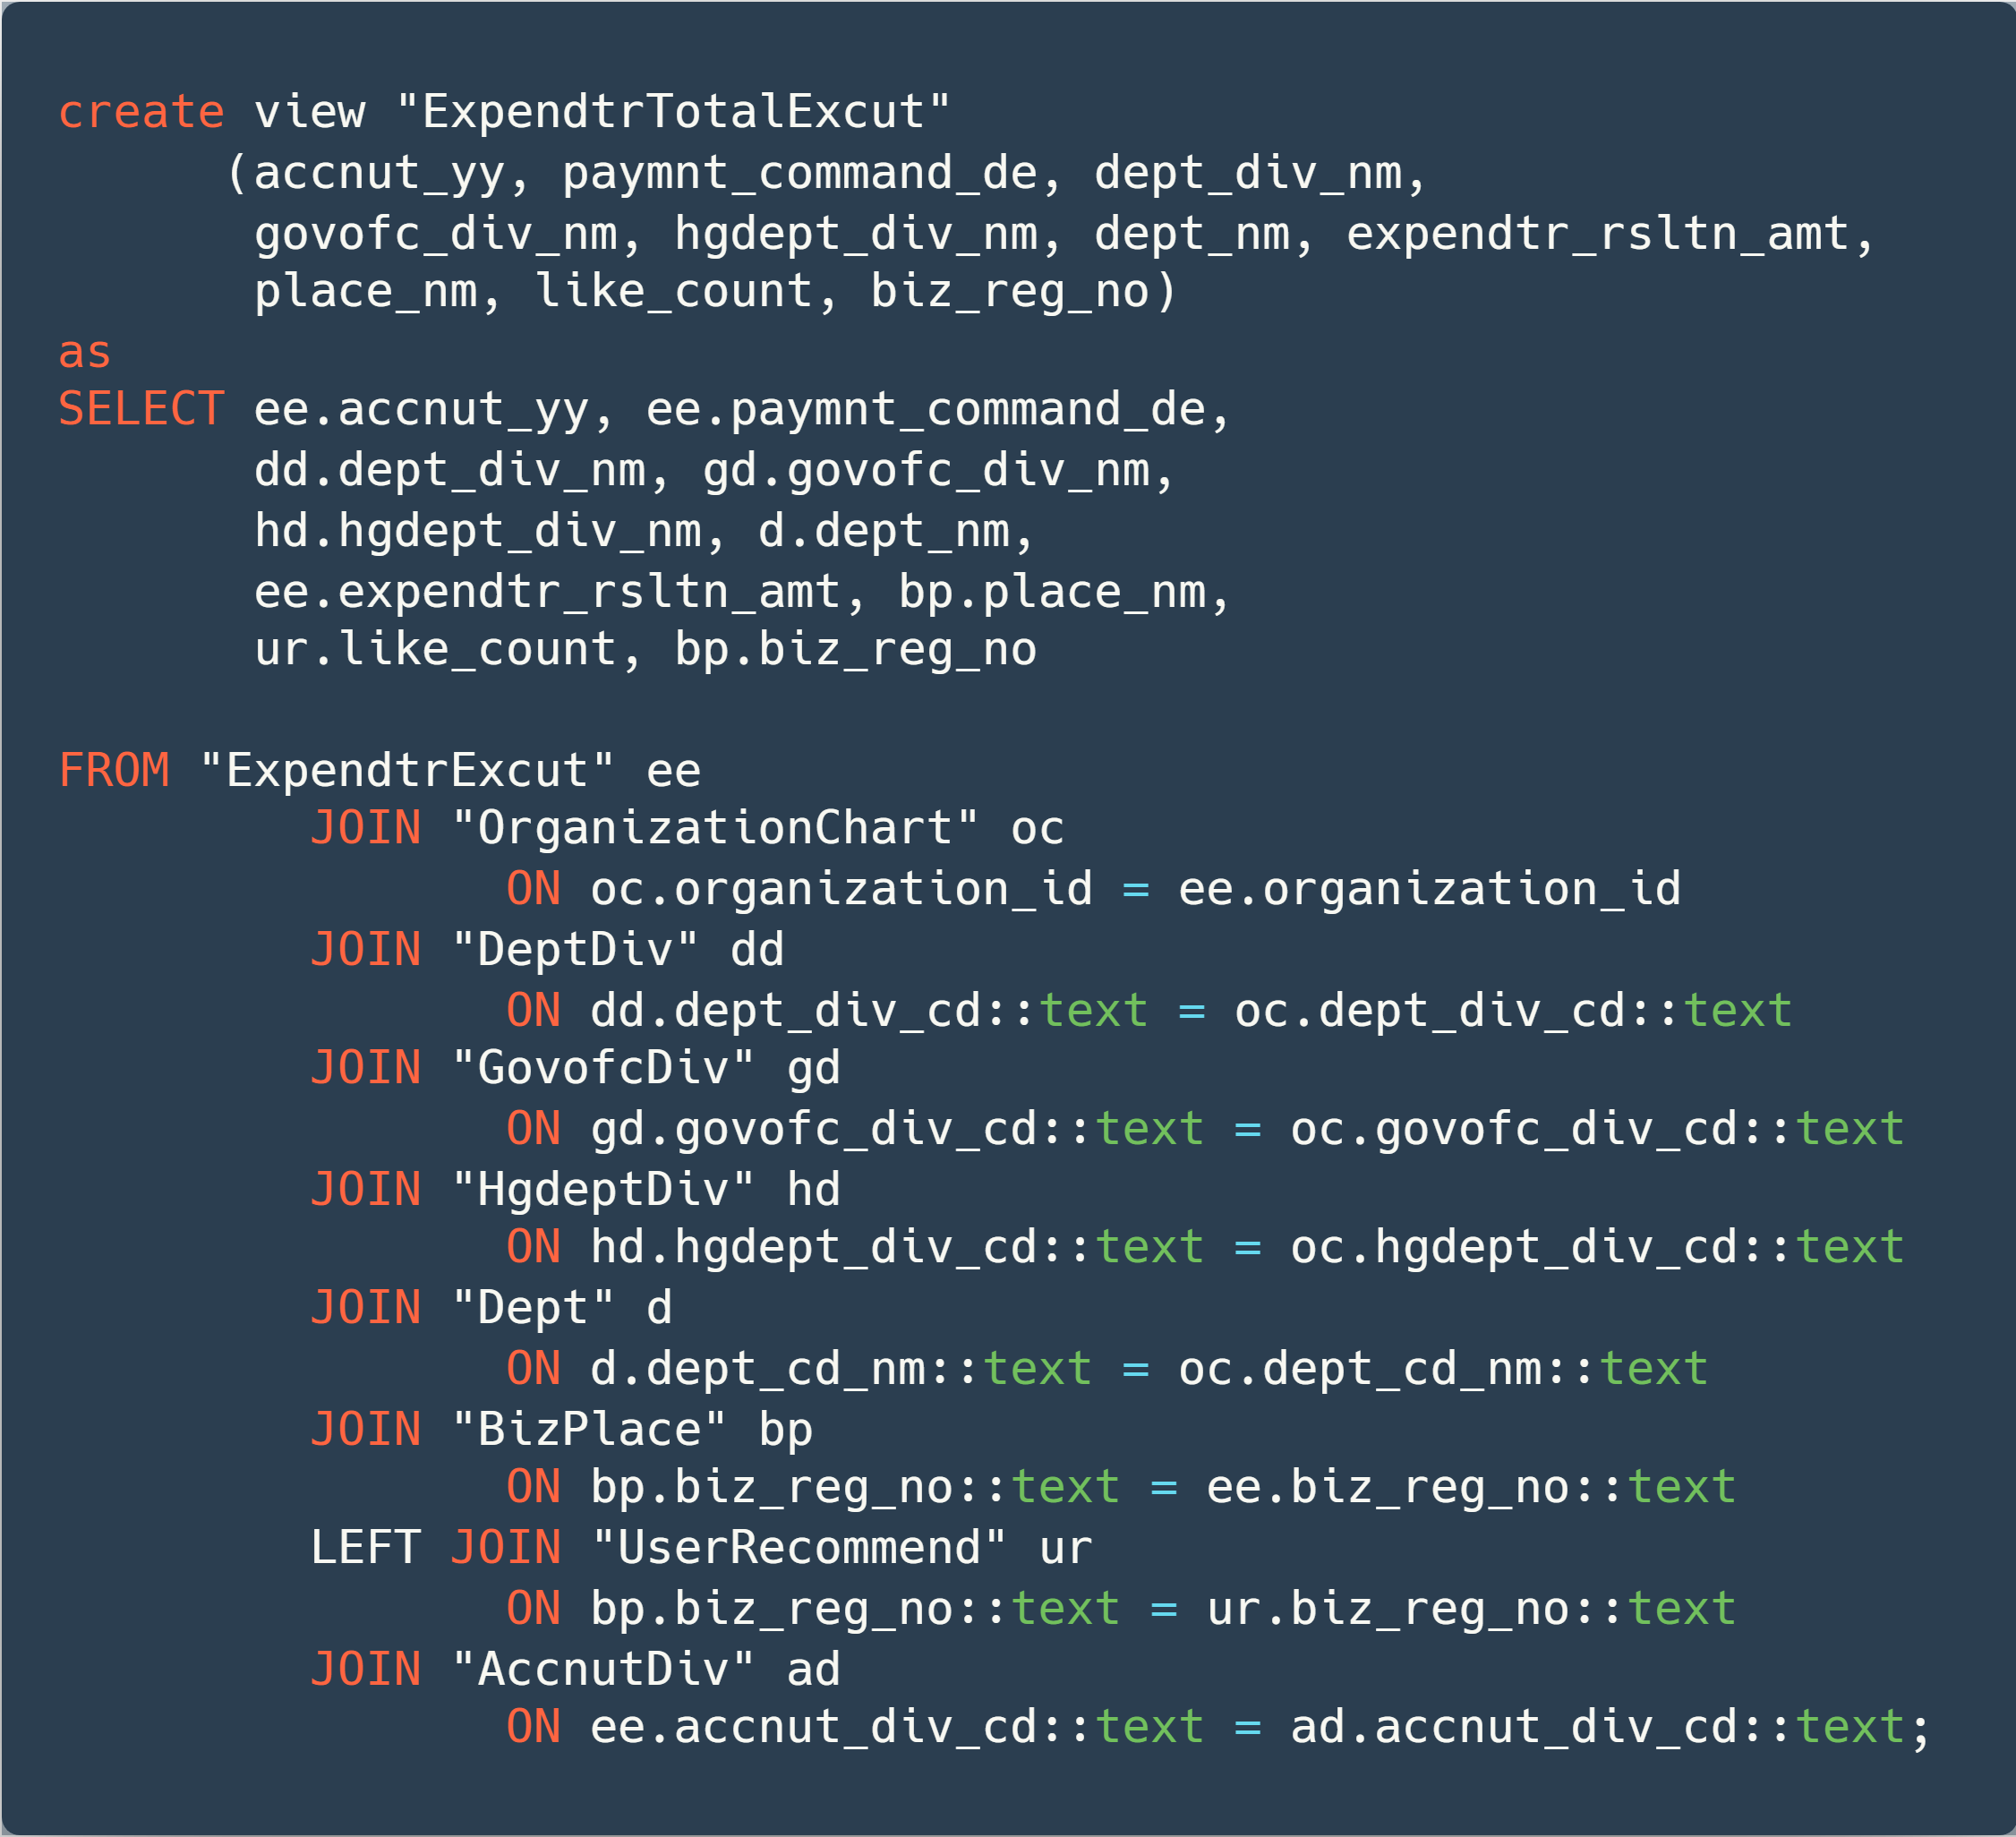 create view "ExpendtrTotalExcut"
(accnut_yy, paymnt_command_de, dept_div_nm,
govofc_div_nm, hgdept_div_nm, dept_nm, expendtr_rsltn_amt,
place_nm, like_count, biz_reg_no)
as
SELECT ee.accnut_yy, ee.paymnt_command_de,
dd.dept_div_nm, gd.govofc_div_nm,
hd.hgdept_div_nm, d.dept_nm,
ee.expendtr_rsltn_amt, bp.place_nm,
ur.like_count, bp.biz_reg_no
FROM "ExpendtrExcut" ee
JOIN "OrganizationChart" oc
ON oc.organization_id = ee.organization_id
JOIN "DeptDiv" dd
ON dd.dept_div_cd::text = oc.dept_div_cd::text
JOIN "GovofcDiv" gd
ON gd.govofc_div_cd::text = oc.govofc_div_cd::text
JOIN "HgdeptDiv" hd
ON hd.hgdept_div_cd::text = oc.hgdept_div_cd::text
JOIN "Dept" d
ON d.dept_cd_nm::text = oc.dept_cd_nm::text
JOIN "BizPlace" bp
ON bp.biz_reg_no::text = ee.biz_reg_no::text
LEFT JOIN "UserRecommend" ur
ON bp.biz_reg_no::text = ur.biz_reg_no::text
JOIN "AccnutDiv" ad
ON ee.accnut_div_cd::text = ad.accnut_div_cd::text;